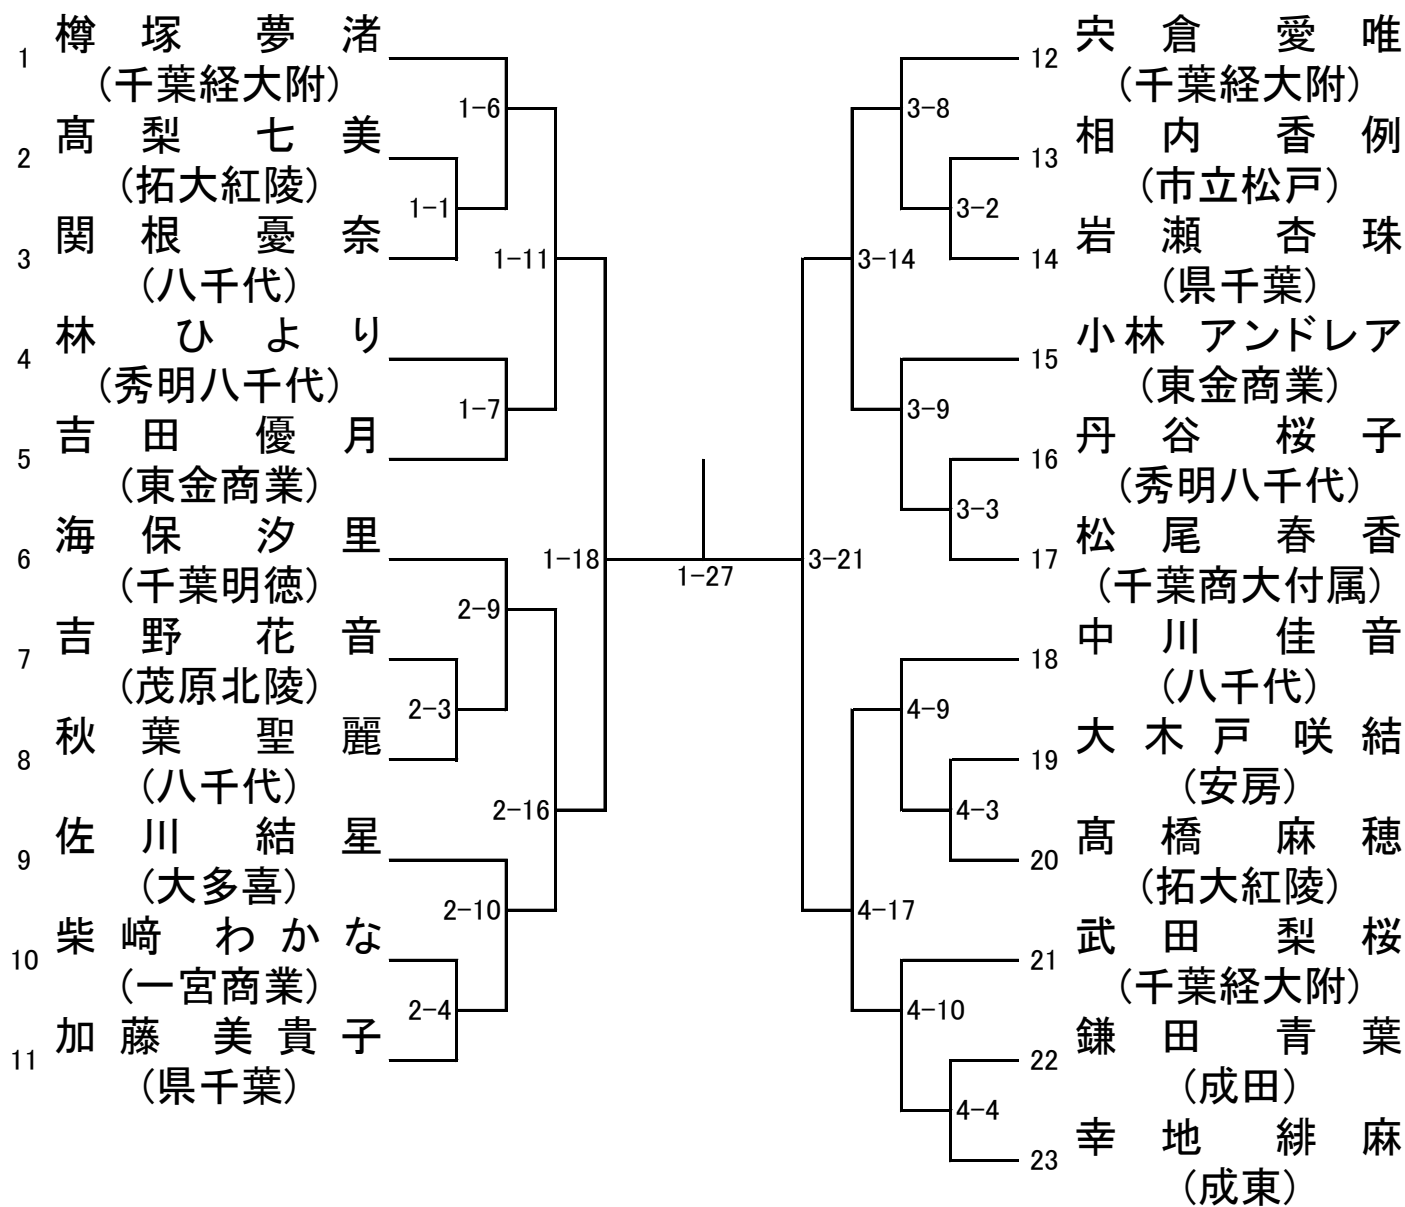 1 樽塚 夢渚
(千葉経大附)
2 髙梨 七美
(拓大紅陵)
3 関根 憂奈
(八千代)
4 林 ひより
(秀明八千代)
5 吉田 優月
(東金商業)
6 海保 汐里
(千葉明徳)
7 吉野 花音
(茂原北陵)
8 秋葉 聖麗
(八千代)
9 佐川 結星
(大多喜)
10 柴﨑 わかな
(一宮商業)
11 加藤 美貴子
(県千葉)
1-6
1-1
1-11
1-7
1-18
2-9
2-3
2-16
2-10
2-4
1-27
3-8
3-2
3-14
3-9
3-3
3-21
4-9
4-3
4-17
4-10
4-4
12 宍倉 愛唯
(千葉経大附)
13 相内 香例
(市立松戸)
14 岩瀬 杏珠
(県千葉)
15 小林 アンドレア
(東金商業)
16 丹谷 桜子
(秀明八千代)
17 松尾 春香
(千葉商大付属)
18 中川 佳音
(八千代)
19 大木戸 咲結
(安房)
20 髙橋 麻穂
(拓大紅陵)
21 武田 梨桜
(千葉経大附)
22 鎌田 青葉
(成田)
23 幸地 緋麻
(成東)